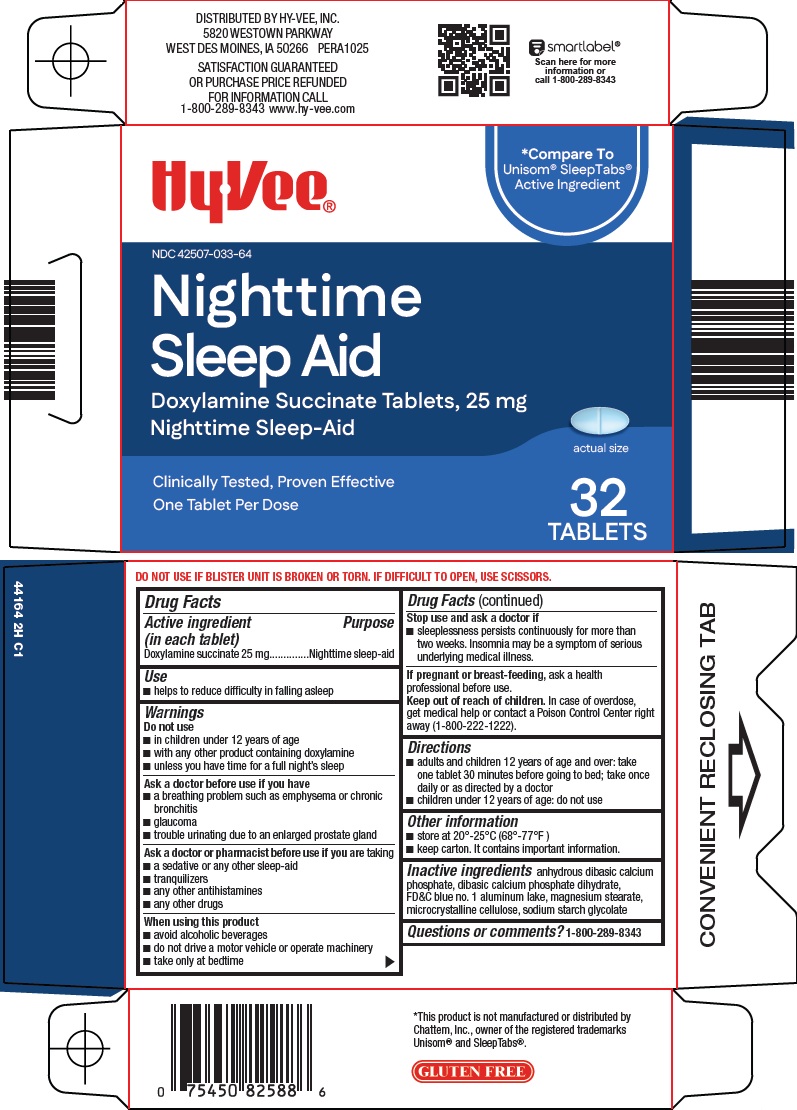 DISTRIBUTED BY HY-VEE, INC.
5820 WESTOWN PARKWAY
WEST DES MOINES, IA 50266 PERA1025
SATISFACTION GUARANTEED
OR PURCHASE PRICE REFUNDED
FOR INFORMATION CALL
1-800-289-8343 www.hy-vee.com
smartlabel®
Scan here for more
information or
call 1-800-289-8343
HyVee®
*Compare To
Unisom® SleepTabs®
Active Ingredient
NDC 42507-033-64
Nighttime
Sleep Aid
Doxylamine Succinate Tablets, 25 mg
Nighttime Sleep-Aid
actual size
Clinically Tested, Proven Effective
One Tablet Per Dose
32
TABLETS
44164 2H C1
DO NOT USE IF BLISTER UNIT IS BROKEN OR TORN. IF DIFFICULT TO OPEN, USE SCISSORS.
Drug Facts
Active ingredient Purpose
(in each tablet)
Doxylamine succinate 25 mg..............Nighttime sleep-aid
Use
■ helps to reduce difficulty in falling asleep
Warnings
Do not use
■ in children under 12 years of age
■ with any other product containing doxylamine
■ unless you have time for a full night's sleep
Ask a doctor before use if you have
■ a breathing problem such as emphysema or chronic
bronchitis
■ glaucoma
■ trouble urinating due to an enlarged prostate gland
Ask a doctor or pharmacist before use if you are taking
■ a sedative or any other sleep-aid
■ tranquilizers
■ any other antihistamines
■ any other drugs
When using this product
■ avoid alcoholic beverages
■ do not drive a motor vehicle or operate machinery
■ take only at bedtime
Drug Facts (continued)
Stop use and ask a doctor if
■ sleeplessness persists continuously for more than
two weeks. Insomnia may be a symptom of serious
underlying medical illness.
If pregnant or breast-feeding, ask a health
professional before use.
Keep out of reach of children. In case of overdose,
get medical help or contact a Poison Control Center right
away (1-800-222-1222).
Directions
■ adults and children 12 years of age and over: take
one tablet 30 minutes before going to bed; take once
daily or as directed by a doctor
■ children under 12 years of age: do not use
Other information
■ store at 20°-25°C (68°-77°F )
■ keep carton. It contains important information.
Inactive ingredients anhydrous dibasic calcium
phosphate, dibasic calcium phosphate dihydrate,
FD&C blue no. 1 aluminum lake, magnesium stearate,
microcrystalline cellulose, sodium starch glycolate
Questions or comments? 1-800-289-8343
CONVENIENT RECLOSING TAB
0 75450 82588 6
*This product is not manufactured or distributed by
Chattem, Inc., owner of the registered trademarks
Unisom® and SleepTabs®.
GLUTEN FREE